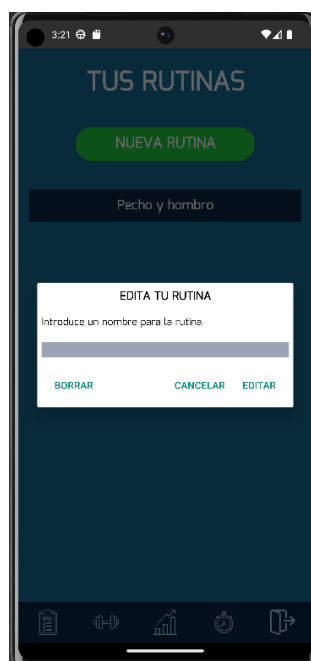 3:21
TUS RUTINAS
NUEVA RUTINA
Pecho y hombro
EDITA TU RUTINA
Introduce un nombre para la rutina
BORRAR CANCELAR EDITAR